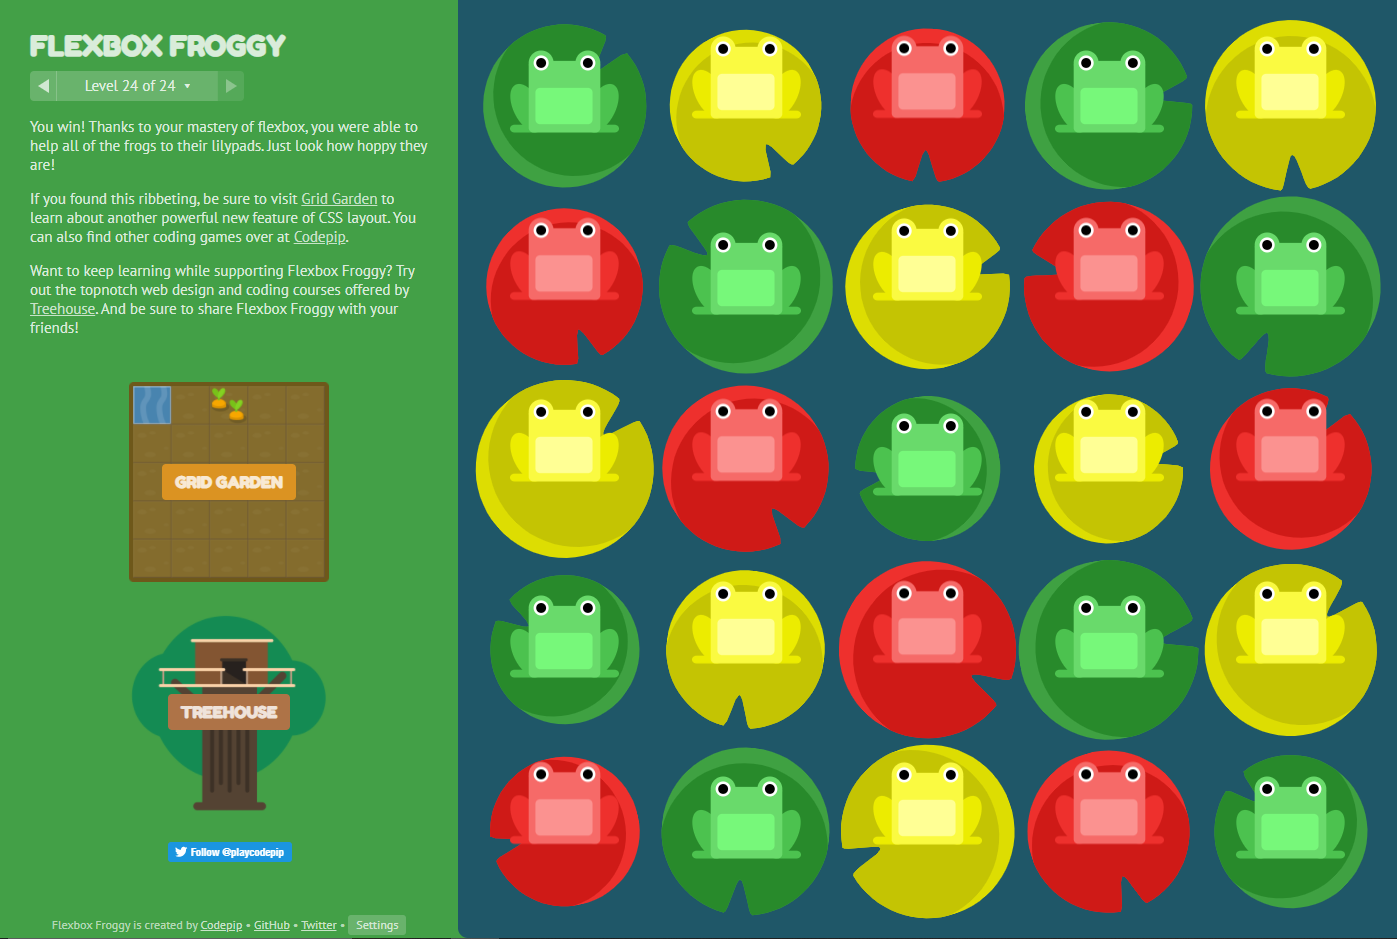 FLEXBOX FROGGY
Level 24 of 24
You win! Thanks to your mastery of flexbox, you were able to
help all of the frogs to their lilypads. Just look how hoppy they
are!
If you found this ribbeting, be sure to visit Grid Garden to
learn about another powerful new feature of CSS layout. You
can also find other coding games over at Codepip.
Want to keep learning while supporting Flexbox Froggy? Try
out the topnotch web design and coding courses offered by
Treehouse. And be sure to share Flexbox Froggy with your
friends!
GRID GARDEN
TREEHOUSE
Follow @playcodepip
Flexbox Froggy is created by Codepip • GitHub • Twitter • Settings